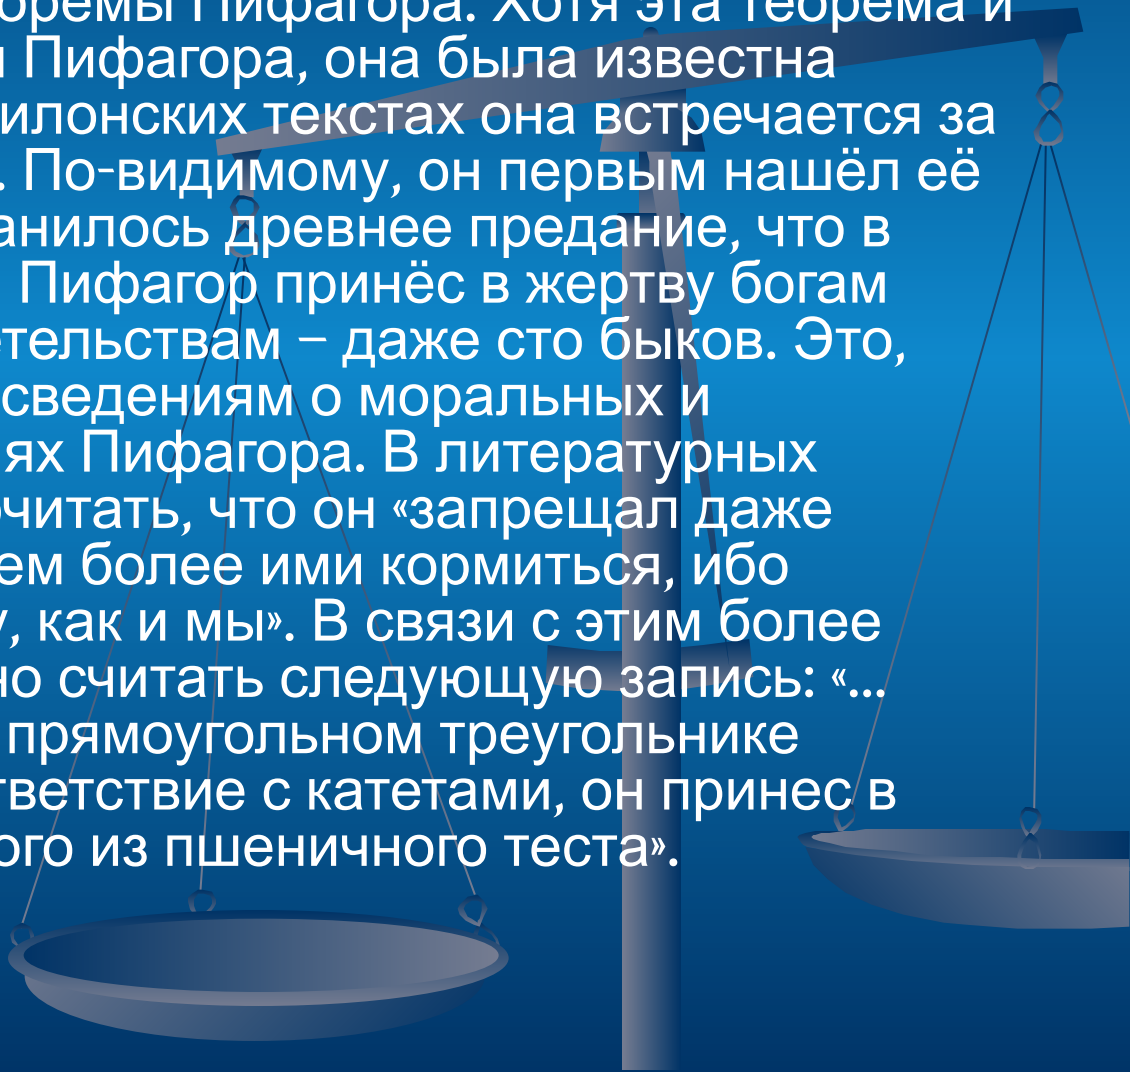 оремы Пифагора. Хотя эта теорема и
и Пифагора, она была известна
илонских текстах она встречается за
. По-видимому, он первым нашёл её
анилось древнее предание, что в
Пифагор принёс в жертву богам
етельствам – даже сто быков. Это,
сведениям о моральных и
ях Пифагора. В литературных
очитать, что он «запрещал даже
ем более ими кормиться, ибо
у, как и мы». В связи с этим более
но считать следующую запись: «...
прямоугольном треугольнике
тветствие с катетами, он принес в
ого из пшеничного теста».